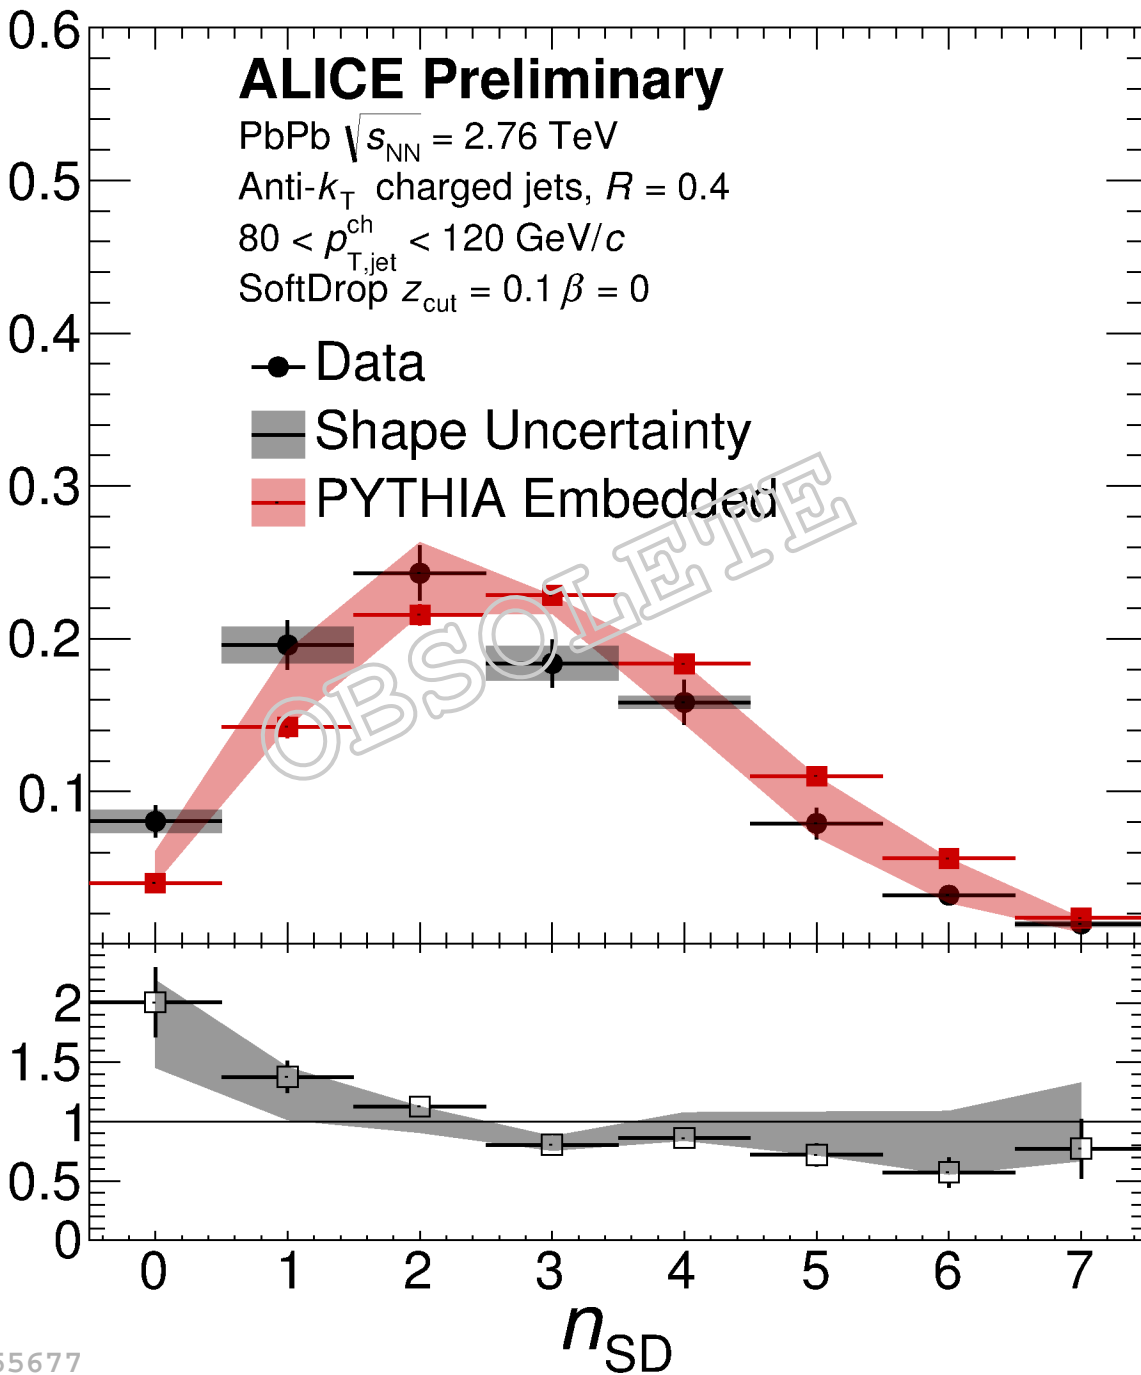 0.6
ALICE Preliminary
PbPb √sNN = 2.76 TeV
0.5
Anti-kT charged jets, R = 0.4
80 < p^ch_T,jet < 120 GeV/c
SoftDrop zcut = 0.1 β = 0
0.4
Data
Shape Uncertainty
0.3
PYTHIA Embedded
OBSOLETE
0.2
0.1
2
1.5
1
0.5
0
0 1 2 3 4 5 6 7
nSD
55677